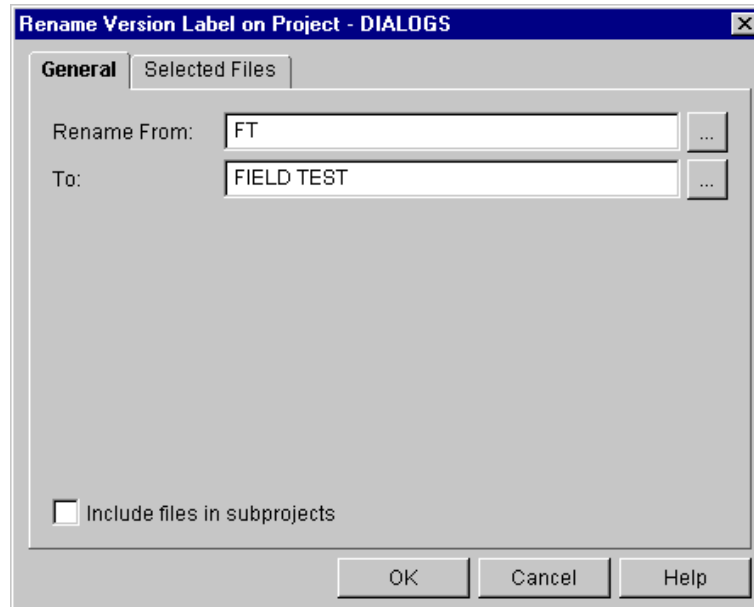 Rename Version Label on Project - DIALOGS
General Selected Files
Rename From: FT ...
To: FIELD TEST ...
Include files in subprojects
OK Cancel Help